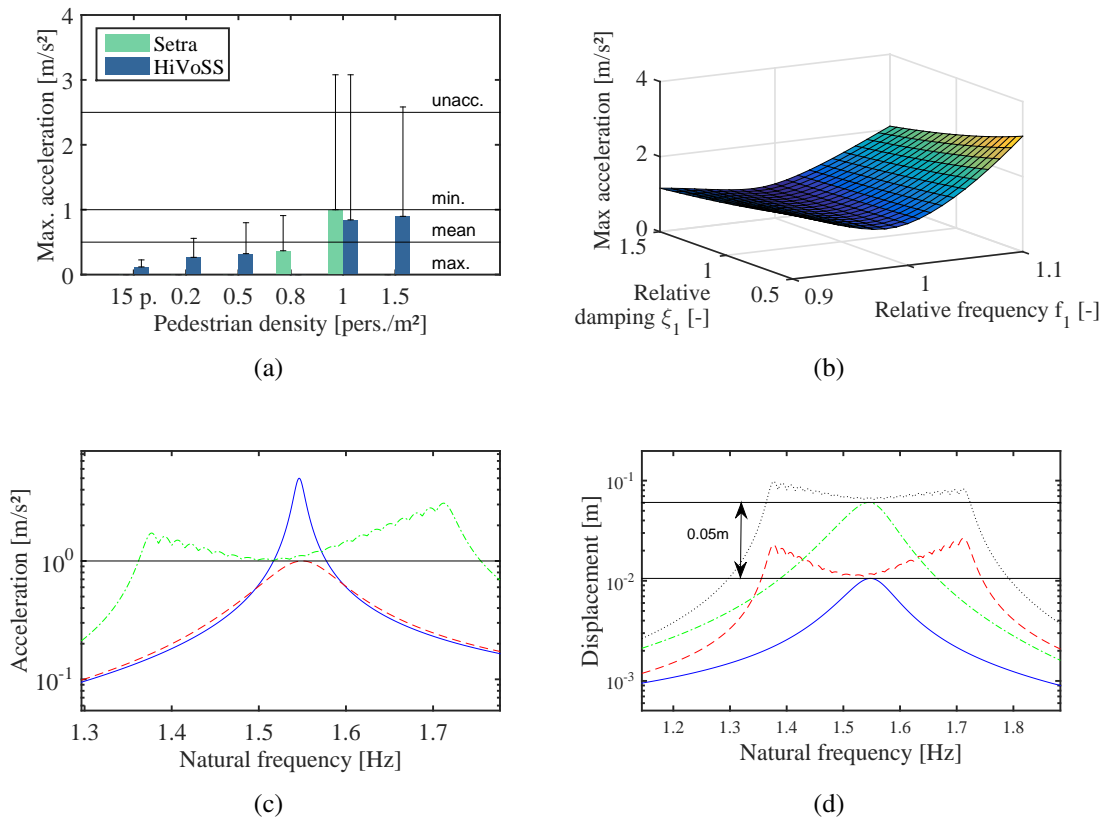 4
3
2
1
0
Max. acceleration [m/s²]
Setra
HiVoSS
unacc.
min.
mean
max.
15 p. 0.2 0.5 0.8 1 1.5
Pedestrian density [pers./m²]
(a)
4
2
0
Max acceleration [m/s²]
1.5
1
0.5
Relative
damping ξ₁ [-]
0.9
1
1.1
Relative frequency f₁ [-]
(b)
10⁰
10⁻¹
Acceleration [m/s²]
1.3 1.4 1.5 1.6 1.7
Natural frequency [Hz]
(c)
10⁻¹
10⁻²
10⁻³
Displacement [m]
0.05m
1.2 1.3 1.4 1.5 1.6 1.7 1.8
Natural frequency [Hz]
(d)